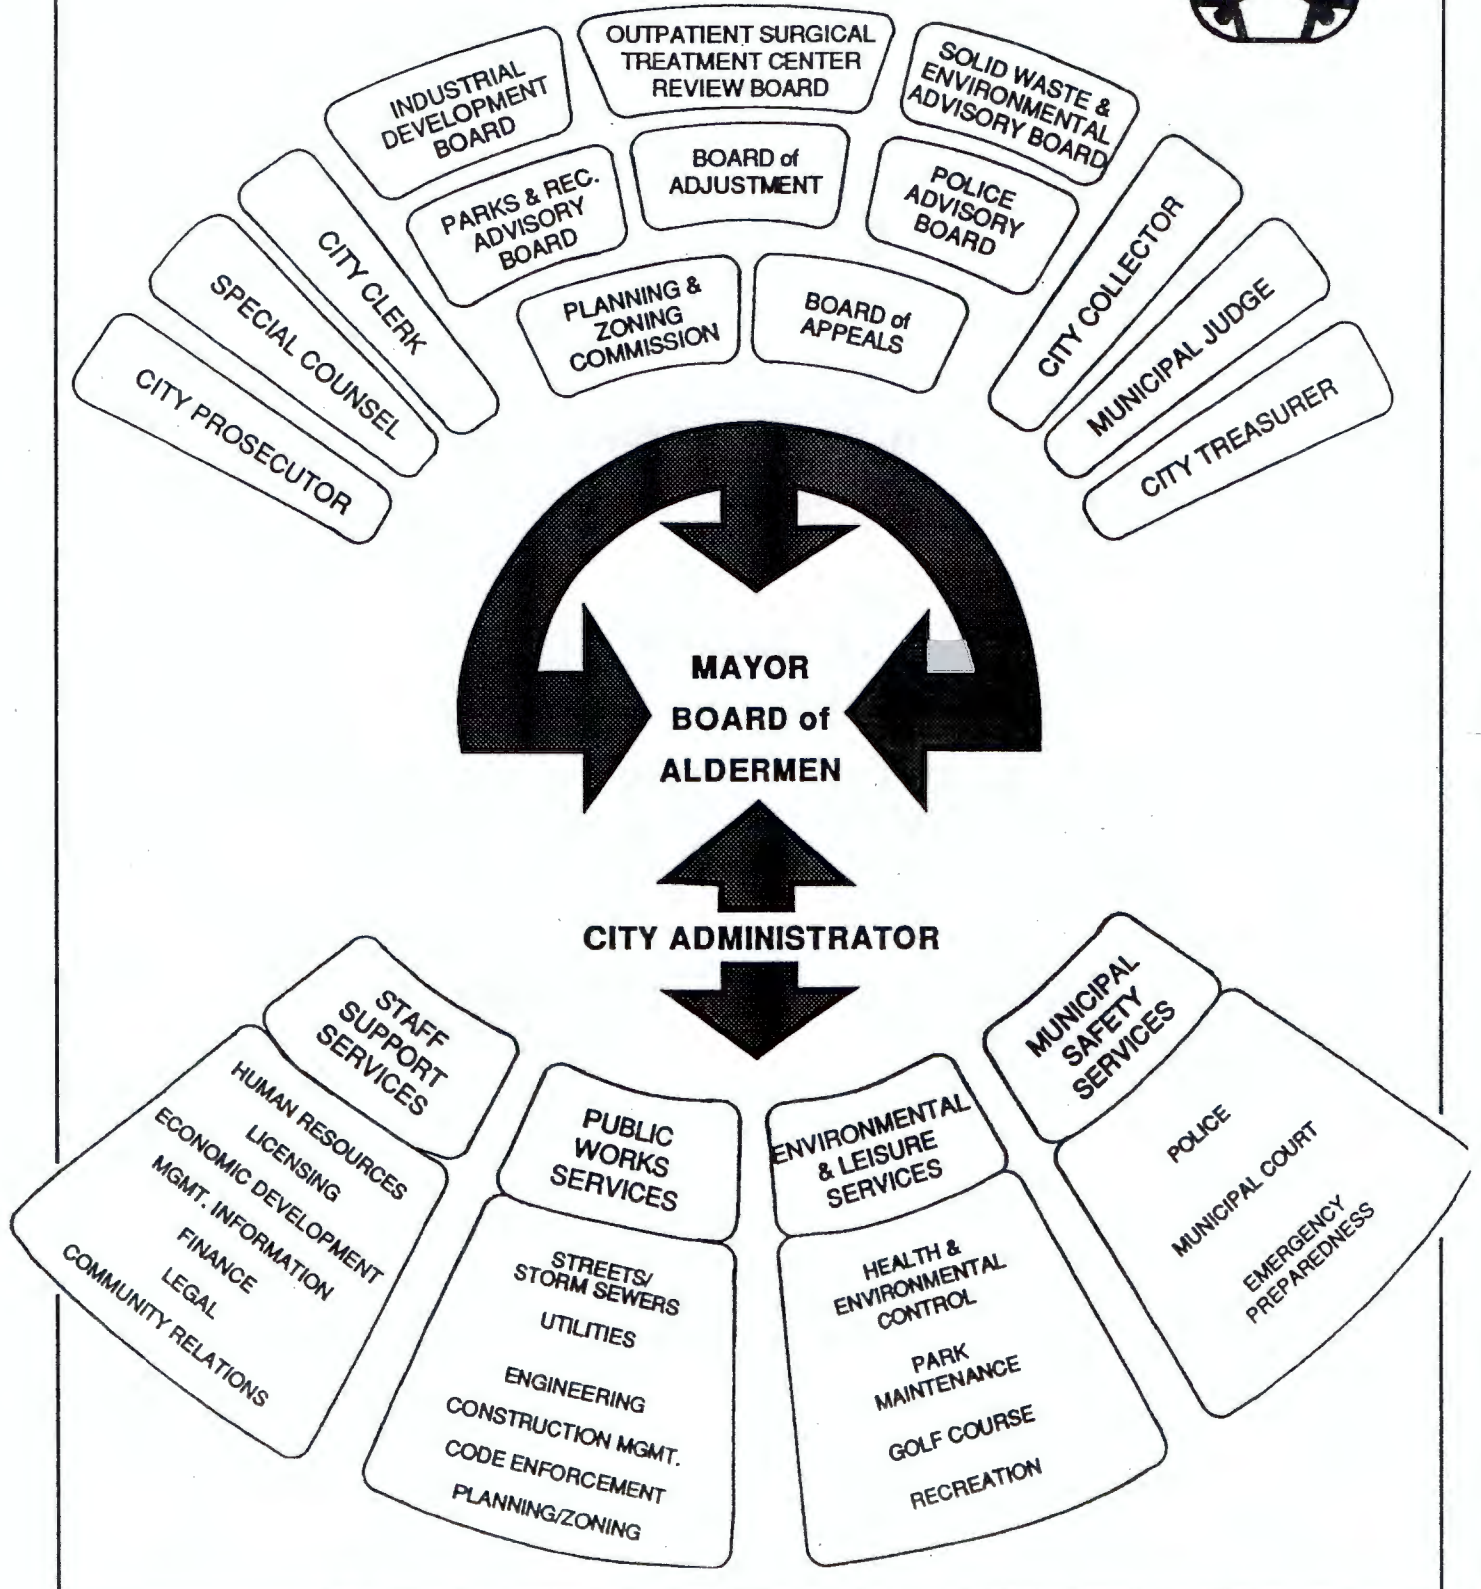 OUTPATIENT SURGICAL
TREATMENT CENTER
REVIEW BOARD
INDUSTRIAL
DEVELOPMENT
BOARD
SOLID WASTE &
ENVIRONMENTAL
ADVISORY BOARD
PARKS & REC.
ADVISORY
BOARD
BOARD of
ADJUSTMENT
POLICE
ADVISORY
BOARD
PLANNING &
ZONING
COMMISSION
BOARD of
APPEALS
CITY CLERK
SPECIAL COUNSEL
CITY PROSECUTOR
CITY COLLECTOR
MUNICIPAL JUDGE
CITY TREASURER
MAYOR
BOARD of
ALDERMEN
CITY ADMINISTRATOR
STAFF
SUPPORT
SERVICES
HUMAN RESOURCES
LICENSING
ECONOMIC DEVELOPMENT
MGMT. INFORMATION
FINANCE
LEGAL
COMMUNITY RELATIONS
PUBLIC
WORKS
SERVICES
STREETS/
STORM SEWERS
UTILITIES
ENGINEERING
CONSTRUCTION MGMT.
CODE ENFORCEMENT
PLANNING/ZONING
ENVIRONMENTAL
& LEISURE
SERVICES
HEALTH &
ENVIRONMENTAL
CONTROL
PARK
MAINTENANCE
GOLF COURSE
RECREATION
MUNICIPAL
SAFETY
SERVICES
POLICE
MUNICIPAL COURT
EMERGENCY
PREPAREDNESS